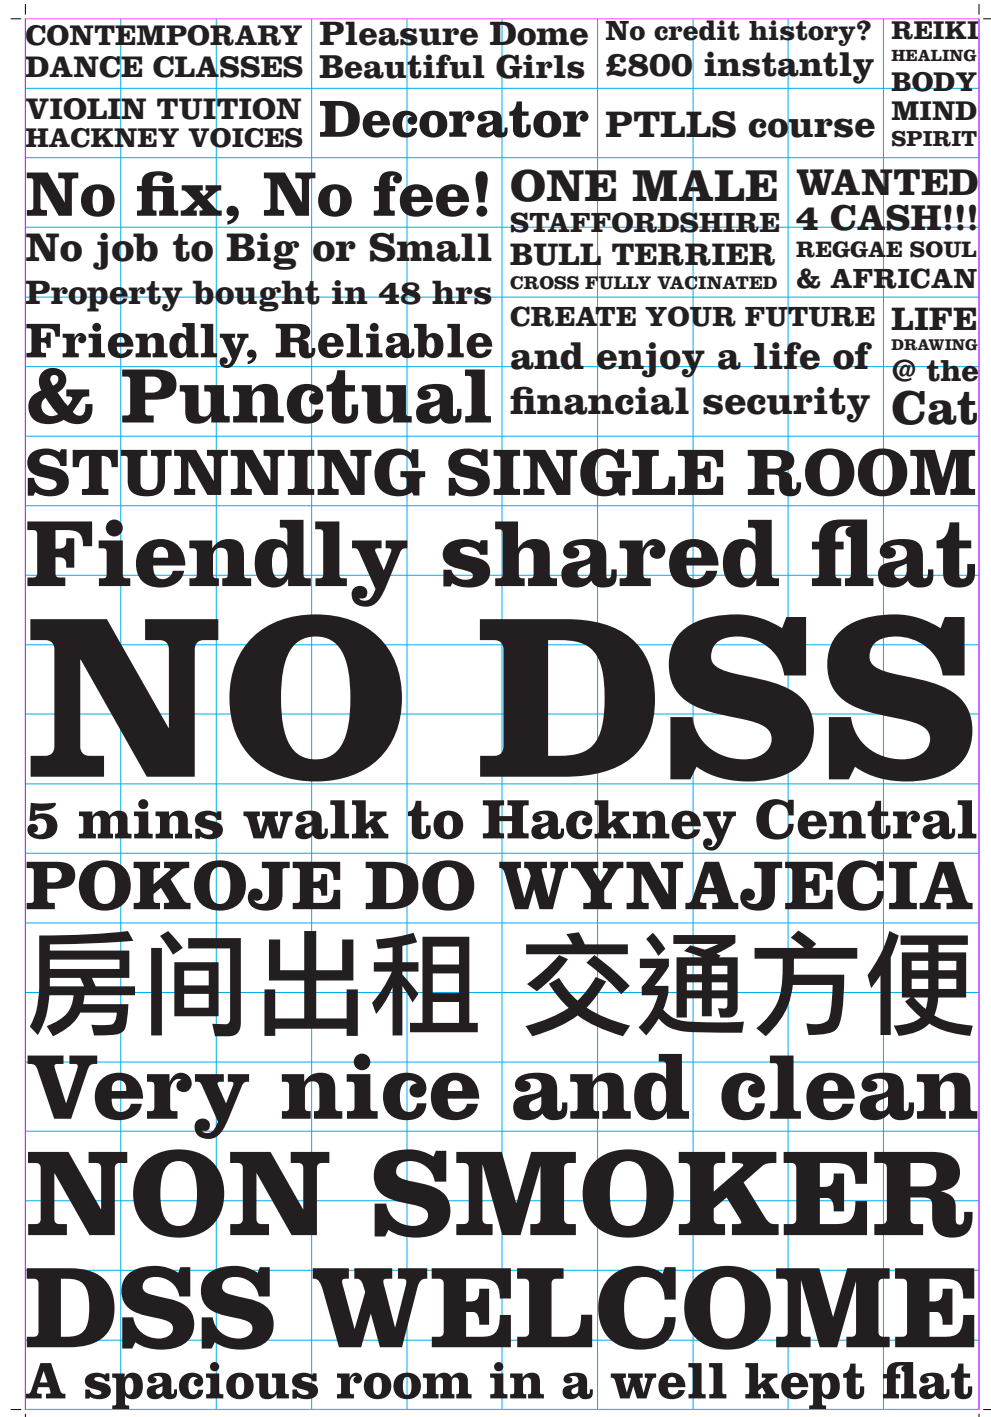 CONTEMPORARY
DANCE CLASSES
VIOLIN TUITION
HACKNEY VOICES
Pleasure Dome
Beautiful Girls
Decorator
No credit history?
£800 instantly
PTLLS course
REIKI
HEALING
BODY
MIND
SPIRIT
No fix, No fee!
No job to Big or Small
Property bought in 48 hrs
Friendly, Reliable
& Punctual
ONE MALE
STAFFORDSHIRE
BULL TERRIER
CROSS FULLY VACINATED
WANTED
4 CASH!!!
REGGAE SOUL
& AFRICAN
CREATE YOUR FUTURE
and enjoy a life of
financial security
LIFE
DRAWING
@ the
Cat
STUNNING SINGLE ROOM
Fiendly shared flat
NO DSS
5 mins walk to Hackney Central
POKOJE DO WYNAJECIA
房间出租 交通方便
Very nice and clean
NON SMOKER
DSS WELCOME
A spacious room in a well kept flat